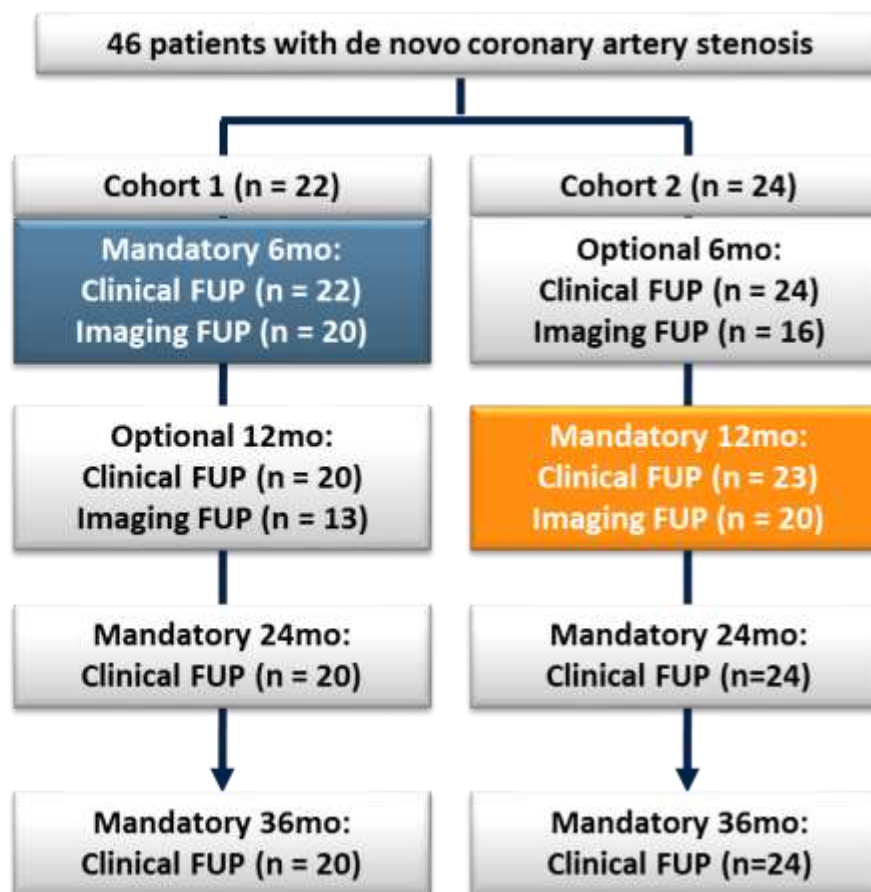 46 patients with de novo coronary artery stenosis
Cohort 1 (n = 22)
Mandatory 6mo:
Clinical FUP (n = 22)
Imaging FUP (n = 20)
Optional 12mo:
Clinical FUP (n = 20)
Imaging FUP (n = 13)
Mandatory 24mo:
Clinical FUP (n = 20)
Mandatory 36mo:
Clinical FUP (n = 20)
Cohort 2 (n = 24)
Optional 6mo:
Clinical FUP (n = 24)
Imaging FUP (n = 16)
Mandatory 12mo:
Clinical FUP (n = 23)
Imaging FUP (n = 20)
Mandatory 24mo:
Clinical FUP (n=24)
Mandatory 36mo:
Clinical FUP (n=24)